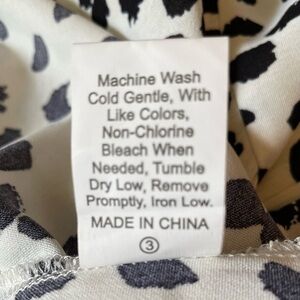 Machine Wash
Cold Gentle, With
Like Colors,
Non-Chlorine
Bleach When
Needed, Tumble
Dry Low, Remove
Promptly, Iron Low.
MADE IN CHINA
③